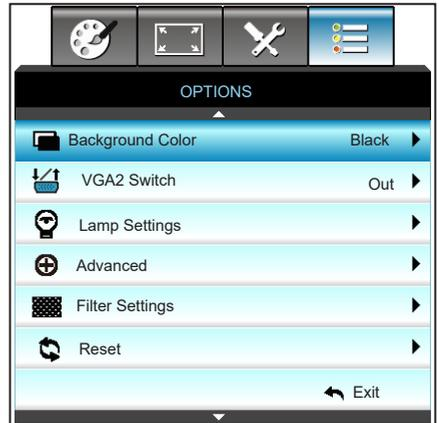 OPTIONS
Background Color Black
VGA2 Switch Out
Lamp Settings
Advanced
Filter Settings
Reset
Exit